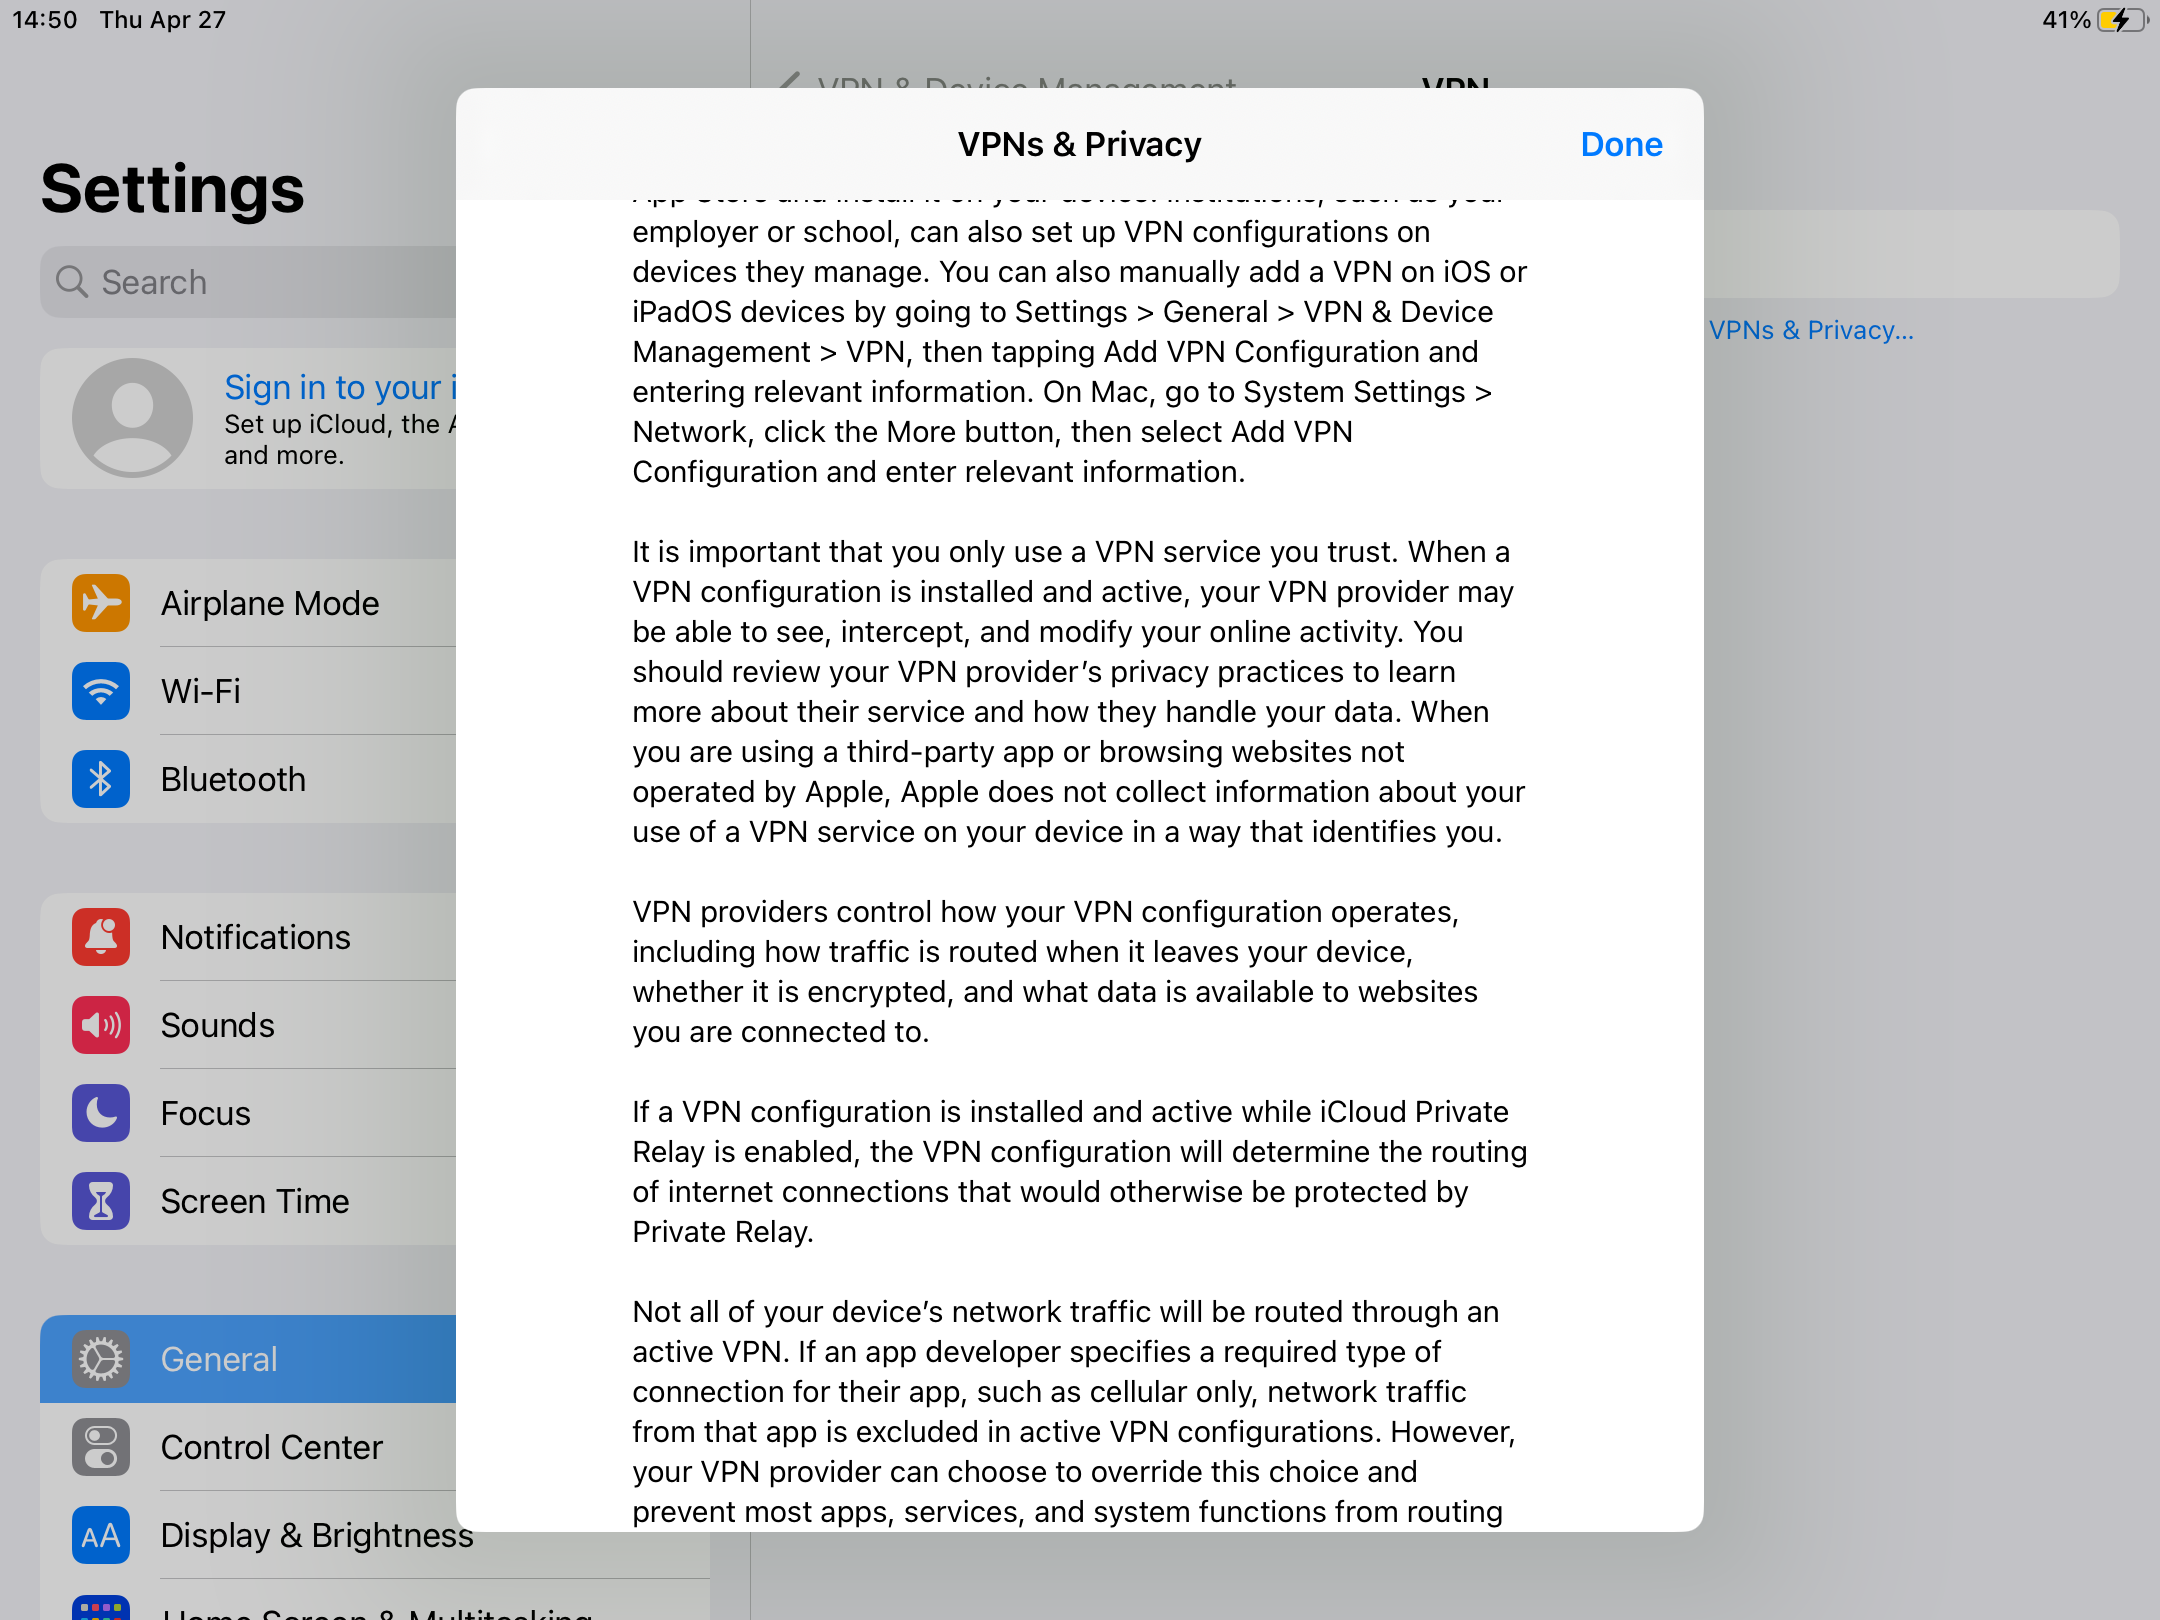 14:50 Thu Apr 27
41%
VPN & Device Management
VPN
Settings
Search
Sign in to your i
Set up iCloud, the A
and more.
Airplane Mode
Wi-Fi
Bluetooth
Notifications
Sounds
Focus
Screen Time
General
Control Center
AA Display & Brightness
Home Screen & Multitasking
VPNs & Privacy...
VPNs & Privacy
Done
App Store and install it on your device. Institutions, such as your
employer or school, can also set up VPN configurations on
devices they manage. You can also manually add a VPN on iOS or
iPadOS devices by going to Settings > General > VPN & Device
Management > VPN, then tapping Add VPN Configuration and
entering relevant information. On Mac, go to System Settings >
Network, click the More button, then select Add VPN
Configuration and enter relevant information.
It is important that you only use a VPN service you trust. When a
VPN configuration is installed and active, your VPN provider may
be able to see, intercept, and modify your online activity. You
should review your VPN provider’s privacy practices to learn
more about their service and how they handle your data. When
you are using a third-party app or browsing websites not
operated by Apple, Apple does not collect information about your
use of a VPN service on your device in a way that identifies you.
VPN providers control how your VPN configuration operates,
including how traffic is routed when it leaves your device,
whether it is encrypted, and what data is available to websites
you are connected to.
If a VPN configuration is installed and active while iCloud Private
Relay is enabled, the VPN configuration will determine the routing
of internet connections that would otherwise be protected by
Private Relay.
Not all of your device’s network traffic will be routed through an
active VPN. If an app developer specifies a required type of
connection for their app, such as cellular only, network traffic
from that app is excluded in active VPN configurations. However,
your VPN provider can choose to override this choice and
prevent most apps, services, and system functions from routing